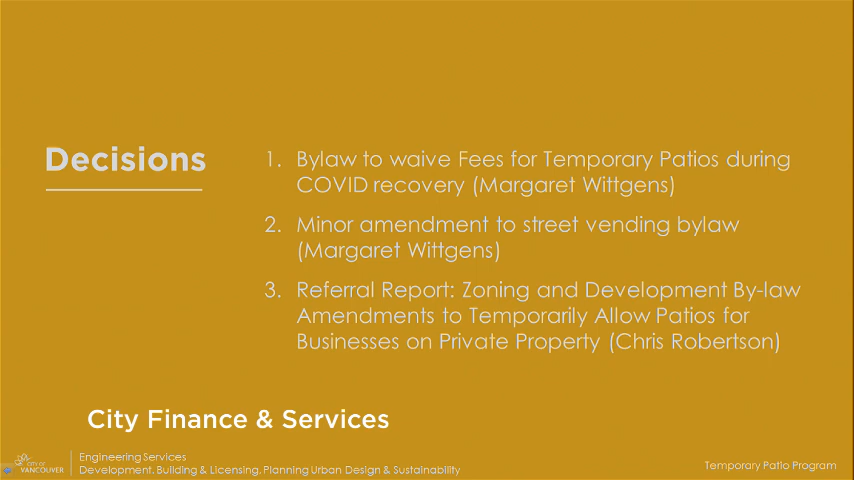 Decisions
1. Bylaw to waive Fees for Temporary Patios during
COVID recovery (Margaret Wittgens)
2. Minor amendment to street vending bylaw
(Margaret Wittgens)
3. Referral Report: Zoning and Development By-law
Amendments to Temporarily Allow Patios for
Businesses on Private Property (Chris Robertson)
City Finance & Services
CITY OF
VANCOUVER
Engineering Services
Development, Building & Licensing, Planning Urban Design & Sustainability
Temporary Patio Program